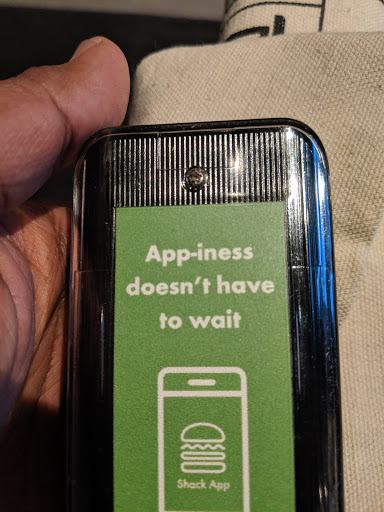 App-iness
doesn't have
to wait
Shack App